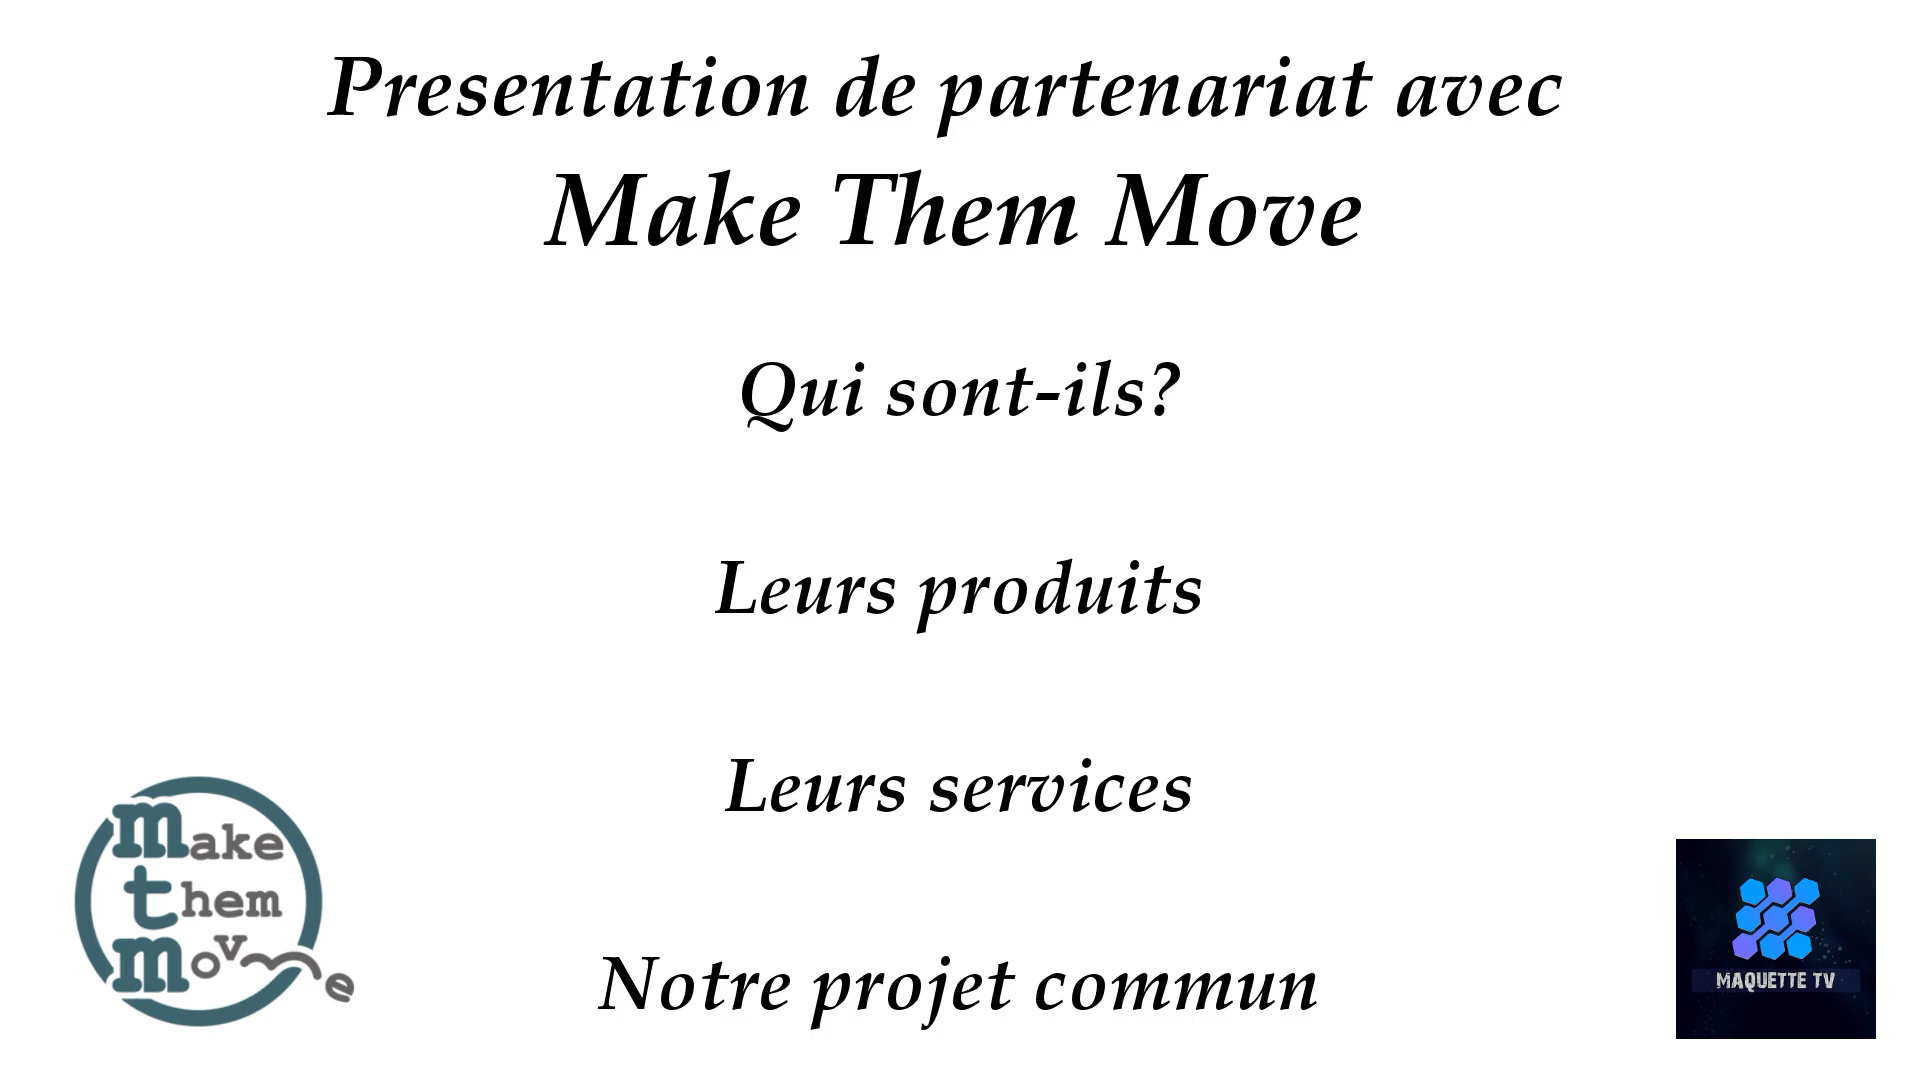 Presentation de partenariat avec
Make Them Move
Qui sont-ils?
Leurs produits
Leurs services
Notre projet commun
make
them
move
MAQUETTE TV